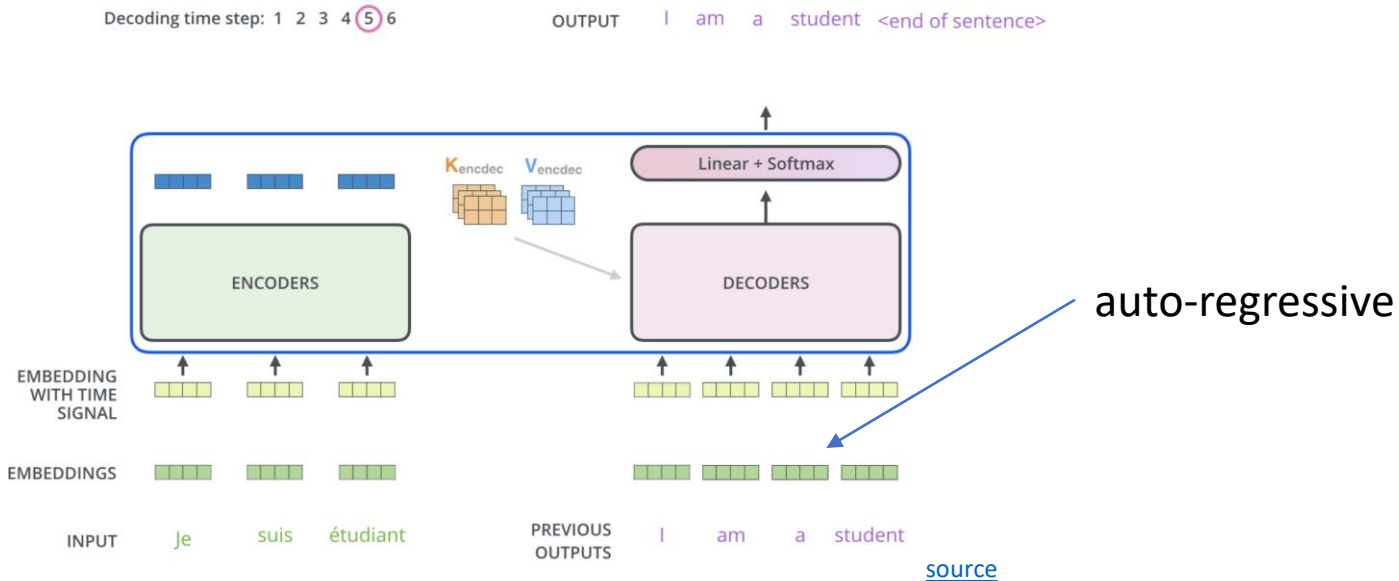 Decoding time step: 1 2 3 4 5 6
OUTPUT I am a student <end of sentence>
Kencdec Vencdec
Linear + Softmax
ENCODERS
DECODERS
auto-regressive
EMBEDDING
WITH TIME
SIGNAL
EMBEDDINGS
INPUT Je suis étudiant
PREVIOUS
OUTPUTS
I am a student
source